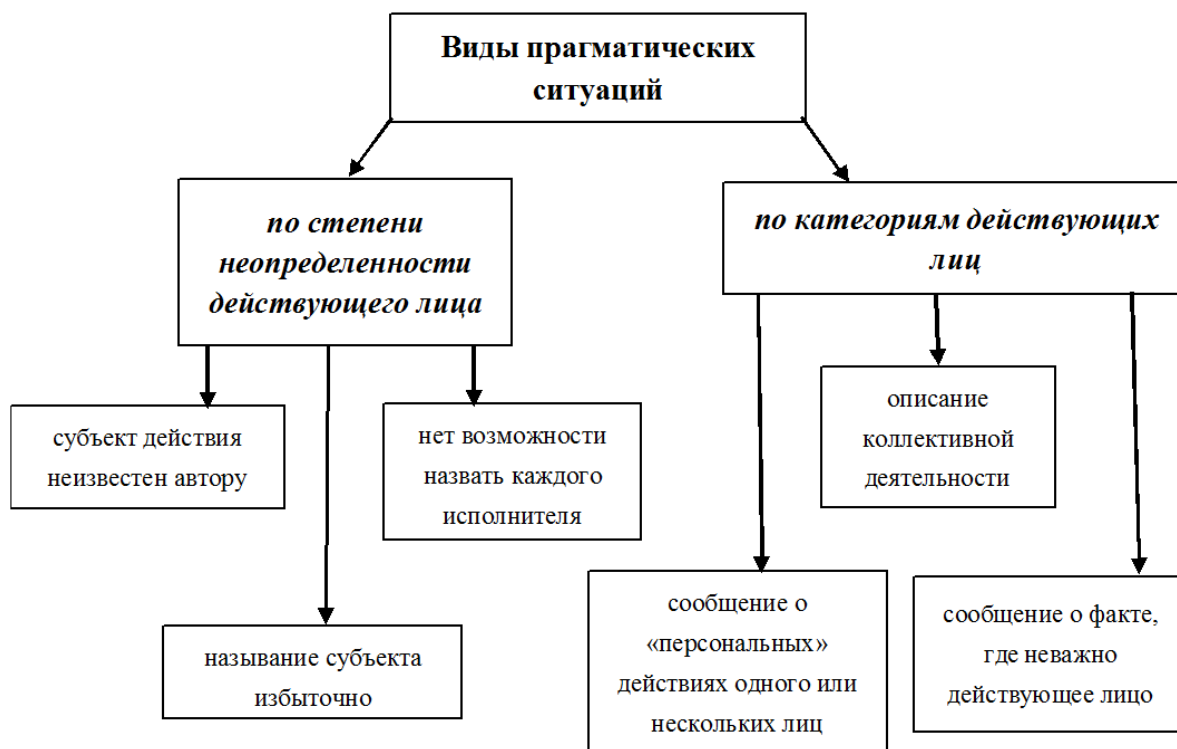 Виды прагматических
ситуаций
по степени
неопределенности
действующего лица
по категориям действующих
лиц
субъект действия
неизвестен автору
нет возможности
назвать каждого
исполнителя
называние субъекта
избыточно
описание
коллективной
деятельности
сообщение о
«персональных»
действиях одного или
нескольких лиц
сообщение о факте,
где неважно
действующее лицо